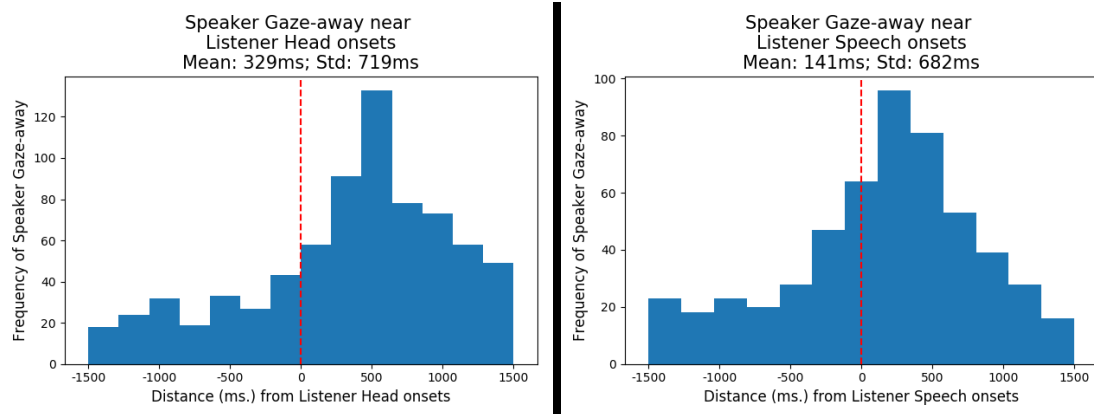 Speaker Gaze-away near
Listener Head onsets
Mean: 329ms; Std: 719ms
Frequency of Speaker Gaze-away
120
100
80
60
40
20
0
-1500
-1000
-500
0
500
1000
1500
Distance (ms.) from Listener Head onsets
Speaker Gaze-away near
Listener Speech onsets
Mean: 141ms; Std: 682ms
Frequency of Speaker Gaze-away
100
80
60
40
20
0
-1500
-1000
-500
0
500
1000
1500
Distance (ms.) from Listener Speech onsets